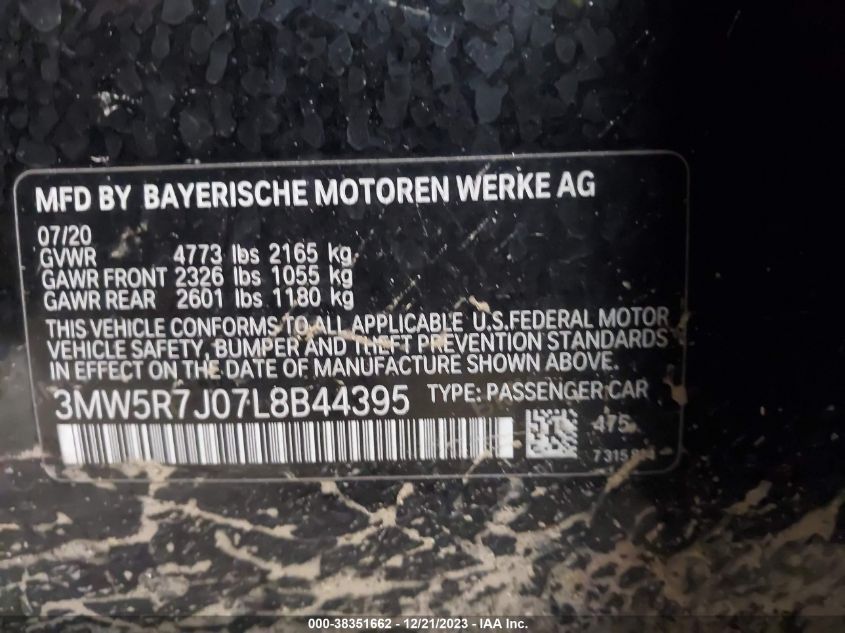 MFD BY BAYERISCHE MOTOREN WERKE AG
07/20
GVWR 4773 lbs 2165 kg
GAWR FRONT 2326 lbs 1055 kg
GAWR REAR 2601 lbs 1180 kg
THIS VEHICLE CONFORMS TO ALL APPLICABLE U.S.FEDERAL MOTOR
VEHICLE SAFETY, BUMPER AND THEFT PREVENTION STANDARDS
IN EFFECT ON THE DATE OF MANUFACTURE SHOWN ABOVE.
3MW5R7J07L8B44395 TYPE: PASSENGER CAR
475
000-38351662 - 12/21/2023 - IAA Inc.